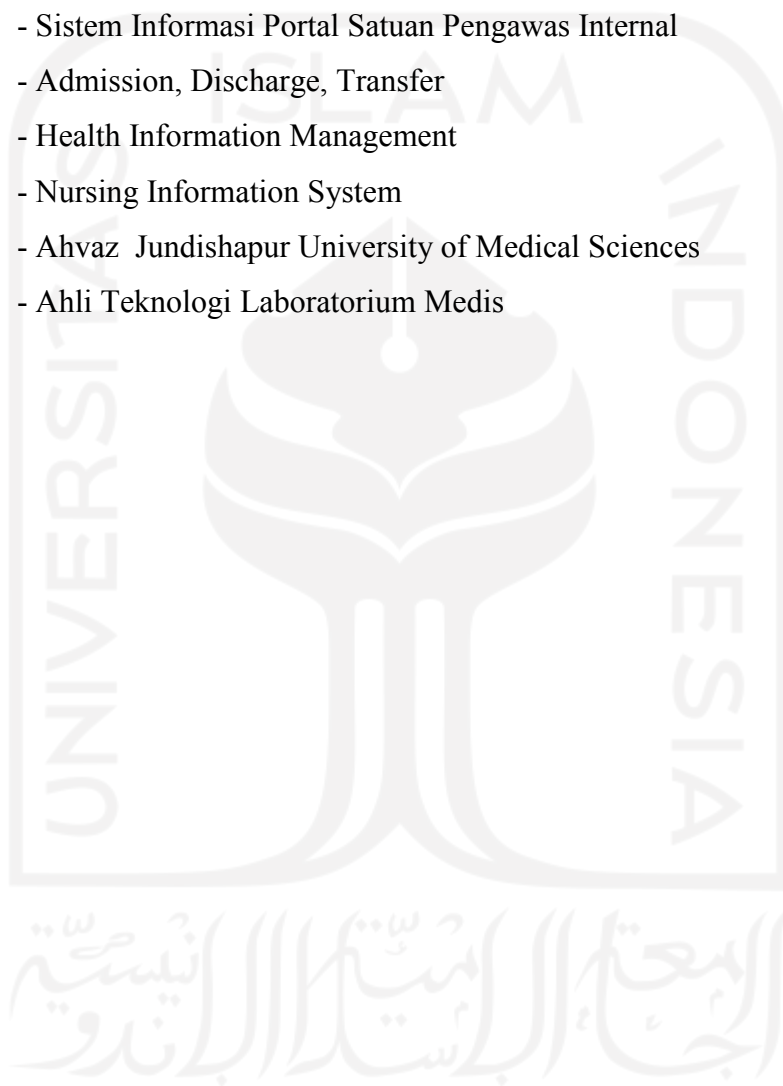 - Sistem Informasi Portal Satuan Pengawas Internal
- Admission, Discharge, Transfer
- Health Information Management
- Nursing Information System
- Ahvaz  Jundishapur University of Medical Sciences
- Ahli Teknologi Laboratorium Medis
ISLAM
UNIVERSITAS
INDONESIA